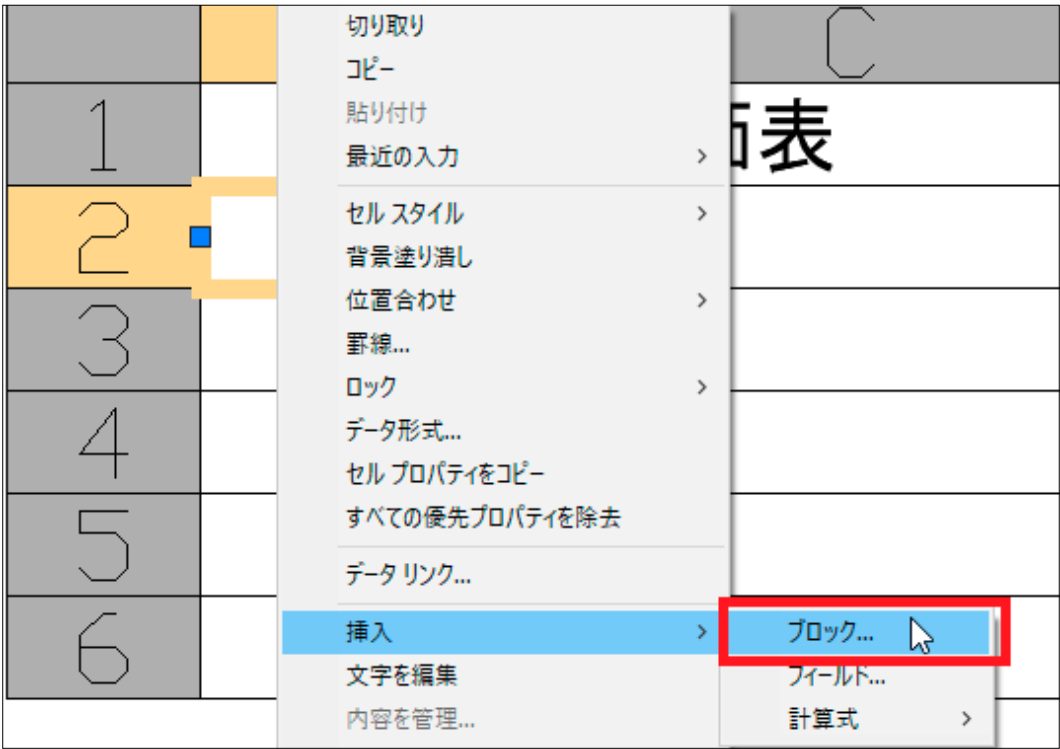 切り取り
C
コピー
1
貼り付け
表
最近の入力
2
セル スタイル
背景塗り潰し
位置合わせ
3
罫線...
ロック
4
データ形式...
セル プロパティをコピー
5
すべての優先プロパティを除去
データ リンク...
6
挿入
ブロック...
文字を編集
フィールド...
内容を管理...
計算式